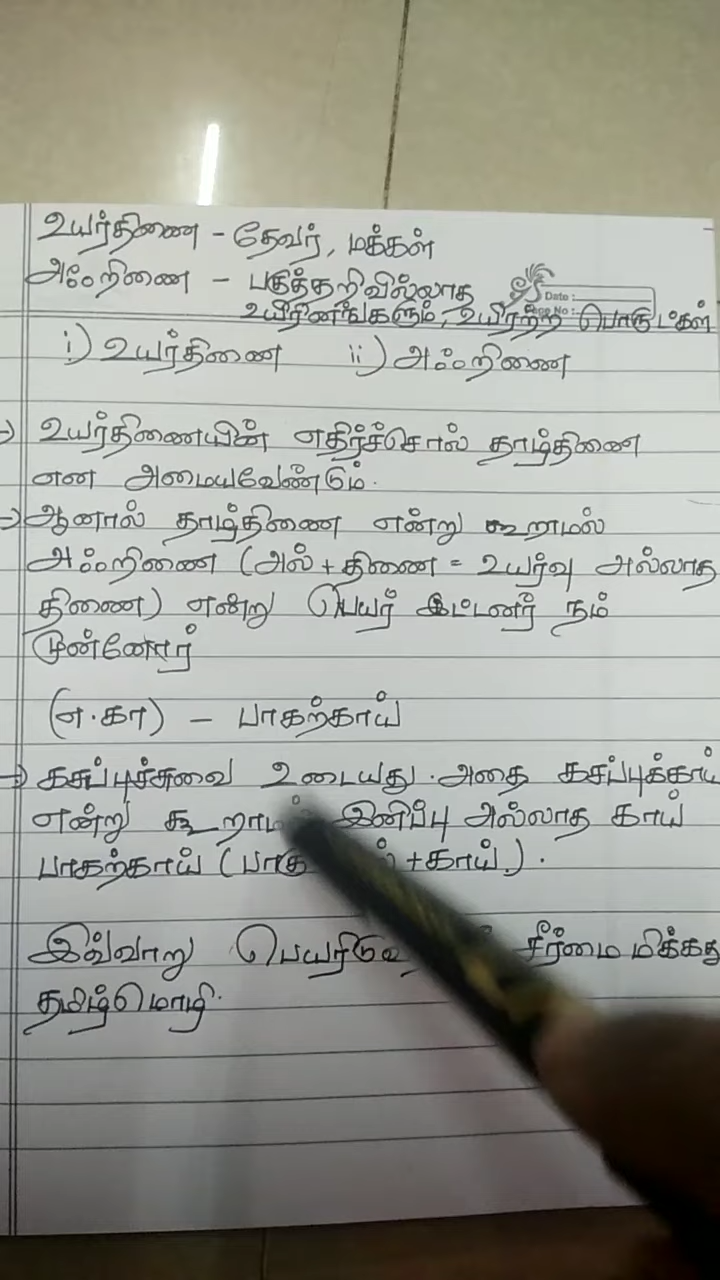 உயர்திணை - தேவர், மக்கள்
அஃறிணை - பகுத்தறிவில்லாத
Date :
உயிரினங்களும், உயிரற்ற பொருட்கள்
i) உயர்திணை ii) அஃறிணை
→ உயர்திணையின் எதிர்ச்சொல் தாழ்திணை
என அமையவேண்டும்.
→ ஆனால் தாழ்திணை என்று கூறாமல்
அஃறிணை (அல் + திணை = உயர்வு அல்லாத
திணை) என்று பெயர் இட்டனர் நம்
முன்னோர்
(எ.கா) - பாகற்காய்
→ கசப்புச்சுவை உடையது. அதை கசப்புக்காய்
என்று கூறாமல் இனிப்பு அல்லாத காய்
பாகற்காய் ( +காய்).
இவ்வாறு சீர்மை மிக்கது
தமிழ்மொழி.